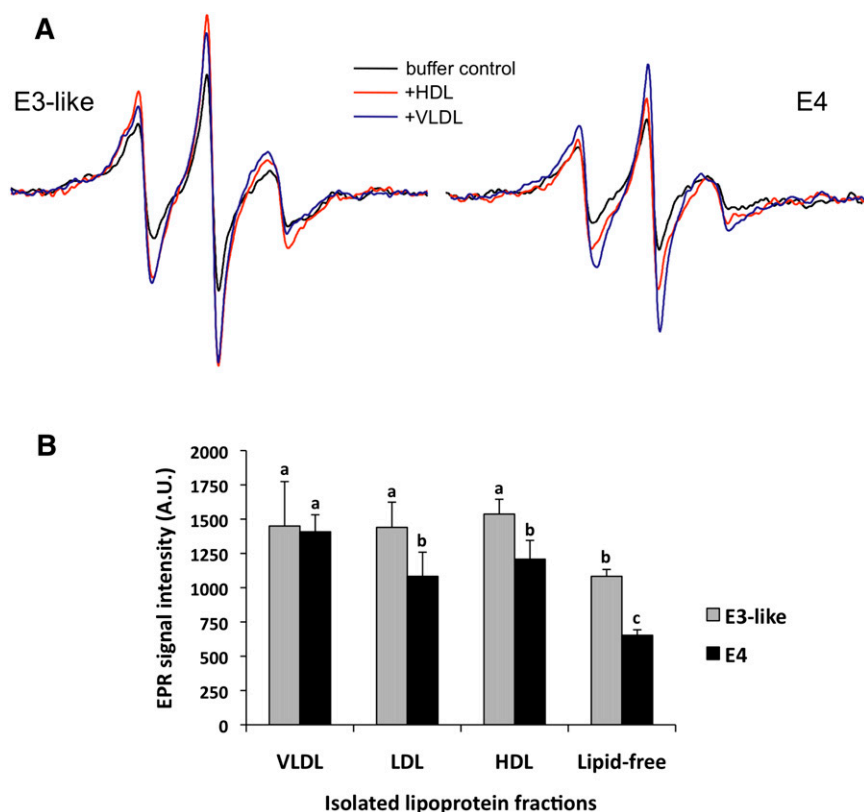 A
E3-like
buffer control
+HDL
+VLDL
E4
B
EPR signal intensity (A.U.)
2000
1750
1500
1250
1000
750
500
250
0
a
a
a
b
a
b
b
c
E3-like
E4
VLDL
LDL
HDL
Lipid-free
Isolated lipoprotein fractions